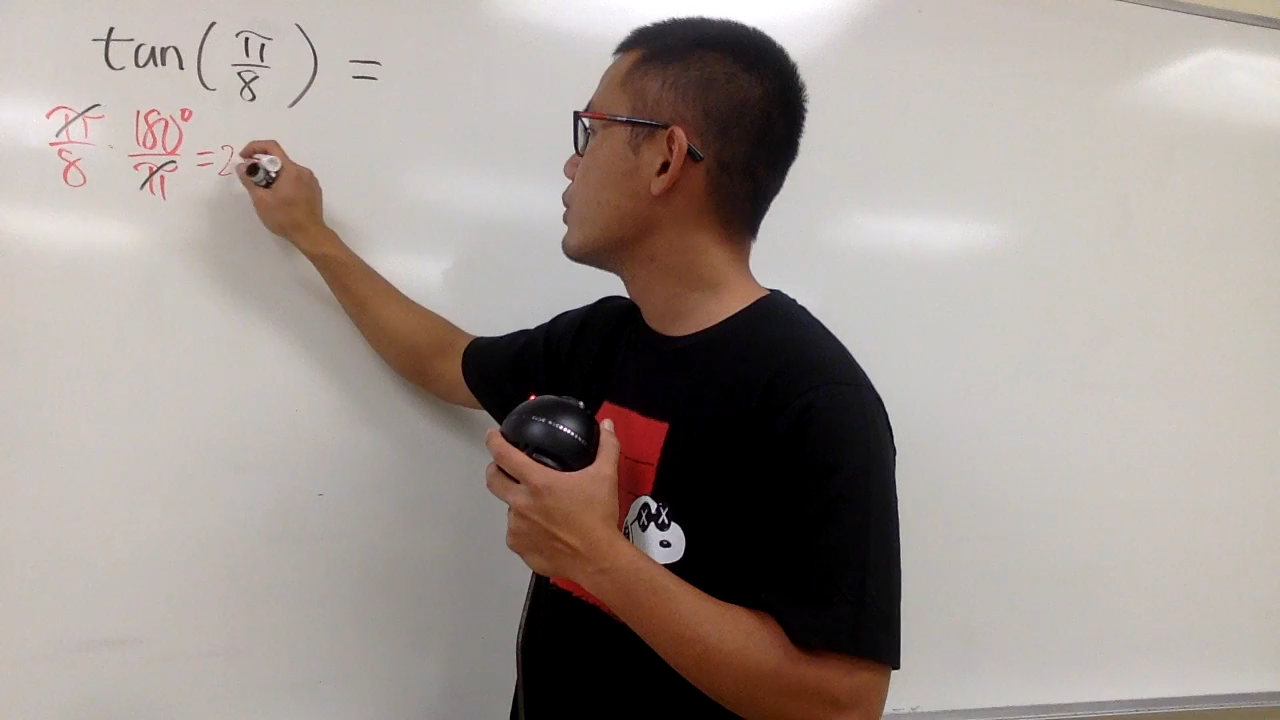 tan(π/8) =
π/8 · 180°/π = 2